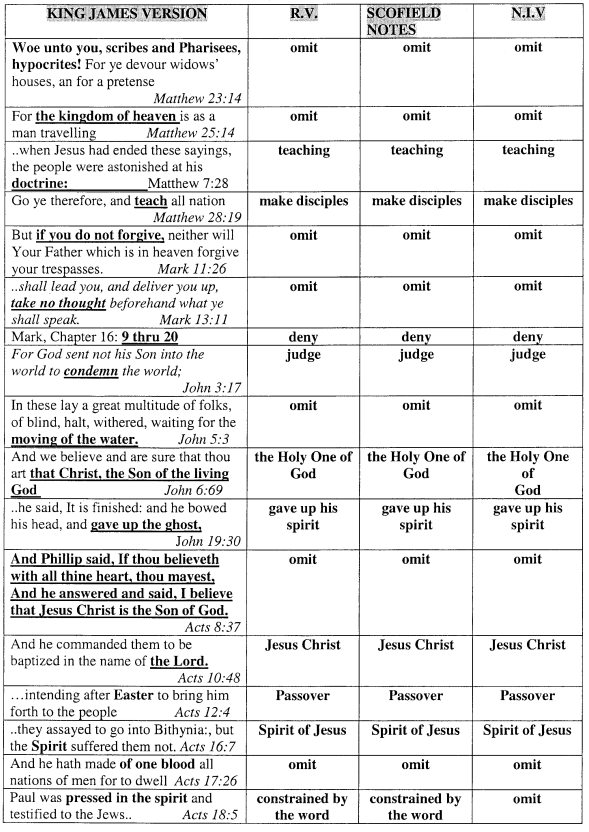 KING JAMES VERSION R.V. SCOFIELD NOTES N.I.V
Woe unto you, scribes and Pharisees, omit omit omit
hypocrites! For ye devour widows'
houses, an for a pretense
Matthew 23:14
For the kingdom of heaven is as a omit omit omit
man travelling Matthew 25:14
..when Jesus had ended these sayings, teaching teaching teaching
the people were astonished at his
doctrine: Matthew 7:28
Go ye therefore, and teach all nation make disciples make disciples make disciples
Matthew 28:19
But if you do not forgive, neither will omit omit omit
Your Father which is in heaven forgive
your trespasses. Mark 11:26
..shall lead you, and deliver you up, omit omit omit
take no thought beforehand what ye
shall speak. Mark 13:11
Mark, Chapter 16: 9 thru 20 deny deny deny
For God sent not his Son into the judge judge judge
world to condemn the world;
John 3:17
In these lay a great multitude of folks, omit omit omit
of blind, halt, withered, waiting for the
moving of the water. John 5:3
And we believe and are sure that thou the Holy One of the Holy One of the Holy One
art that Christ, the Son of the living God God of
God John 6:69 God
..he said, It is finished: and he bowed gave up his gave up his gave up his
his head, and gave up the ghost, spirit spirit spirit
John 19:30
And Phillip said, If thou believeth omit omit omit
with all thine heart, thou mayest,
And he answered and said, I believe
that Jesus Christ is the Son of God.
Acts 8:37
And he commanded them to be Jesus Christ Jesus Christ Jesus Christ
baptized in the name of the Lord.
Acts 10:48
…intending after Easter to bring him Passover Passover Passover
forth to the people Acts 12:4
..they assayed to go into Bithynia:, but Spirit of Jesus Spirit of Jesus Spirit of Jesus
the Spirit suffered them not. Acts 16:7
And he hath made of one blood all omit omit omit
nations of men for to dwell Acts 17:26
Paul was pressed in the spirit and constrained by constrained by omit
testified to the Jews.. Acts 18:5 the word the word